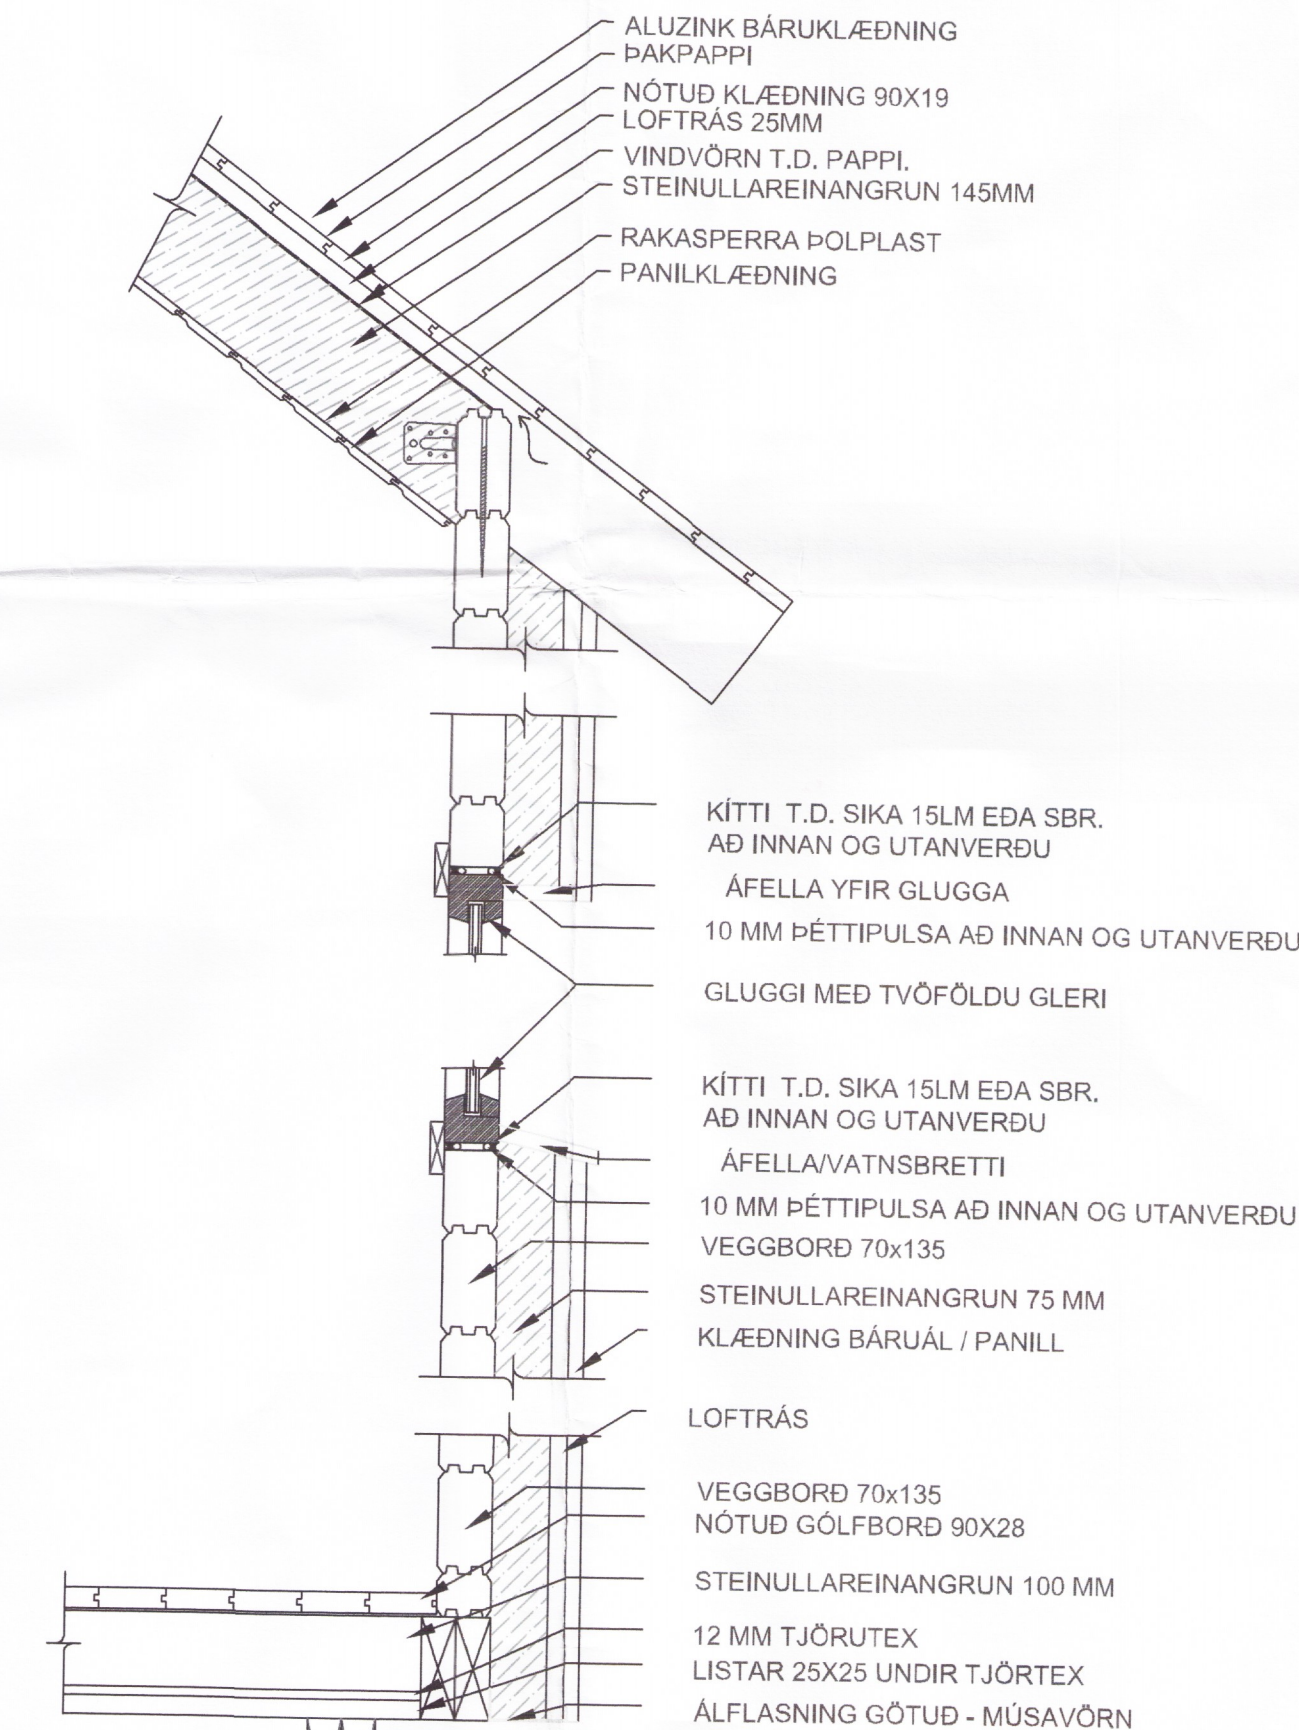 ALUZINK BÁRUKLÆÐNING
ÞAKPAPPI
NÓTUÐ KLÆÐNING 90X19
LOFTRÁS 25MM
VINDVÖRN T.D. PAPPI.
STEINULLAREINANGRUN 145MM
RAKASPERRA ÞOLPLAST
PANILKLÆÐNING
KÍTTI T.D. SIKA 15LM EÐA SBR.
AÐ INNAN OG UTANVERÐU
ÁFELLA YFIR GLUGGA
10 MM ÞÉTTIPULSA AÐ INNAN OG UTANVERÐU
GLUGGI MEÐ TVÖFÖLDU GLERI
KÍTTI T.D. SIKA 15LM EÐA SBR.
AÐ INNAN OG UTANVERÐU
ÁFELLA/VATNSBRETTI
10 MM ÞÉTTIPULSA AÐ INNAN OG UTANVERÐU
VEGGBORÐ 70x135
STEINULLAREINANGRUN 75 MM
KLÆÐNING BÁRUÁL / PANILL
LOFTRÁS
VEGGBORÐ 70x135
NÓTUÐ GÓLFBORÐ 90X28
STEINULLAREINANGRUN 100 MM
12 MM TJÖRUTEX
LISTAR 25X25 UNDIR TJÖRTEX
ÁLFLASNING GÖTUÐ - MÚSAVÖRN